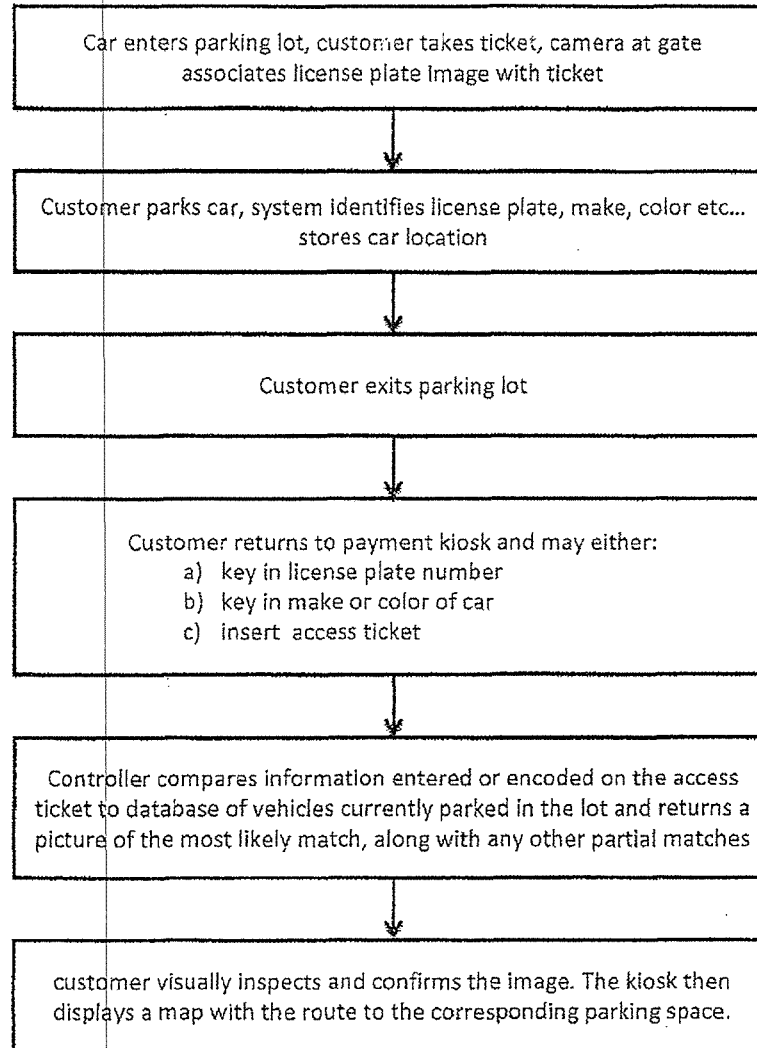 Car enters parking lot, customer takes ticket, camera at gate
associates license plate image with ticket
Customer parks car, system identifies license plate, make, color etc...
stores car location
Customer exits parking lot
Customer returns to payment kiosk and may either:
a) key in license plate number
b) key in make or color of car
c) insert access ticket
Controller compares information entered or encoded on the access
ticket to database of vehicles currently parked in the lot and returns a
picture of the most likely match, along with any other partial matches
customer visually inspects and confirms the image. The kiosk then
displays a map with the route to the corresponding parking space.